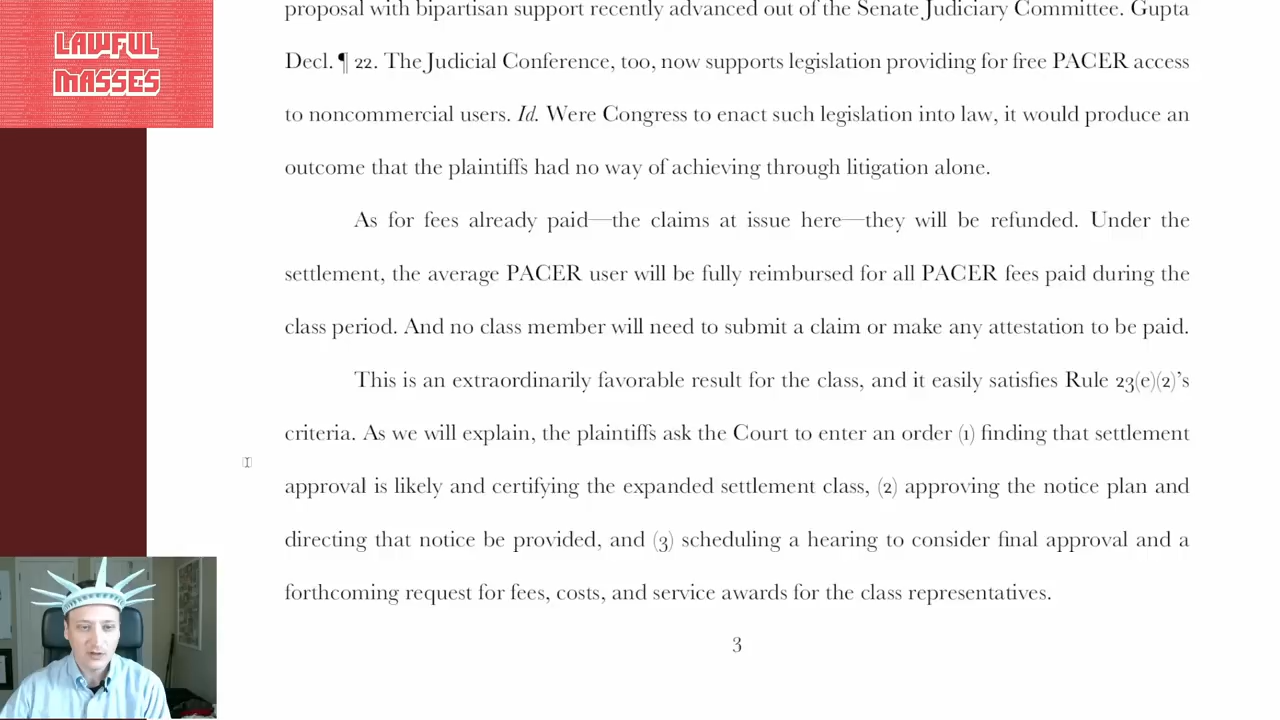 LAWFUL
MASSES
proposal with bipartisan support recently advanced out of the Senate Judiciary Committee. Gupta
Decl. ¶ 22. The Judicial Conference, too, now supports legislation providing for free PACER access
to noncommercial users. Id. Were Congress to enact such legislation into law, it would produce an
outcome that the plaintiffs had no way of achieving through litigation alone.
As for fees already paid—the claims at issue here—they will be refunded. Under the
settlement, the average PACER user will be fully reimbursed for all PACER fees paid during the
class period. And no class member will need to submit a claim or make any attestation to be paid.
This is an extraordinarily favorable result for the class, and it easily satisfies Rule 23(e)(2)’s
criteria. As we will explain, the plaintiffs ask the Court to enter an order (1) finding that settlement
approval is likely and certifying the expanded settlement class, (2) approving the notice plan and
directing that notice be provided, and (3) scheduling a hearing to consider final approval and a
forthcoming request for fees, costs, and service awards for the class representatives.
3